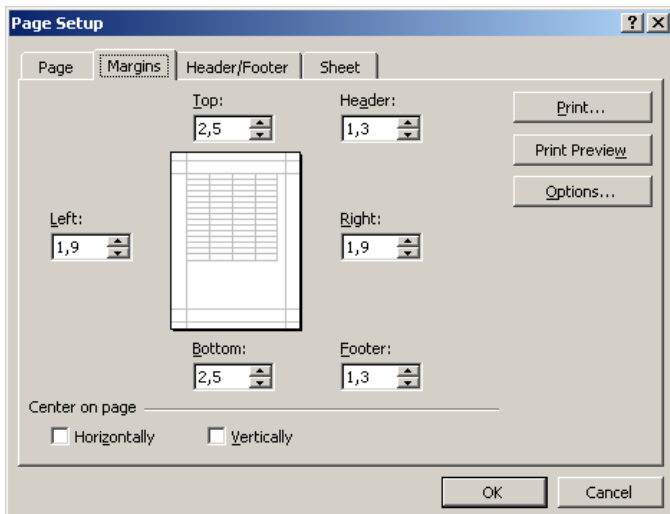 Page Setup
Page Margins Header/Footer Sheet
Top: Header:
2,5 1,3
Print...
Print Preview
Options...
Left: Right:
1,9 1,9
Bottom: Footer:
2,5 1,3
Center on page
Horizontally Vertically
OK Cancel